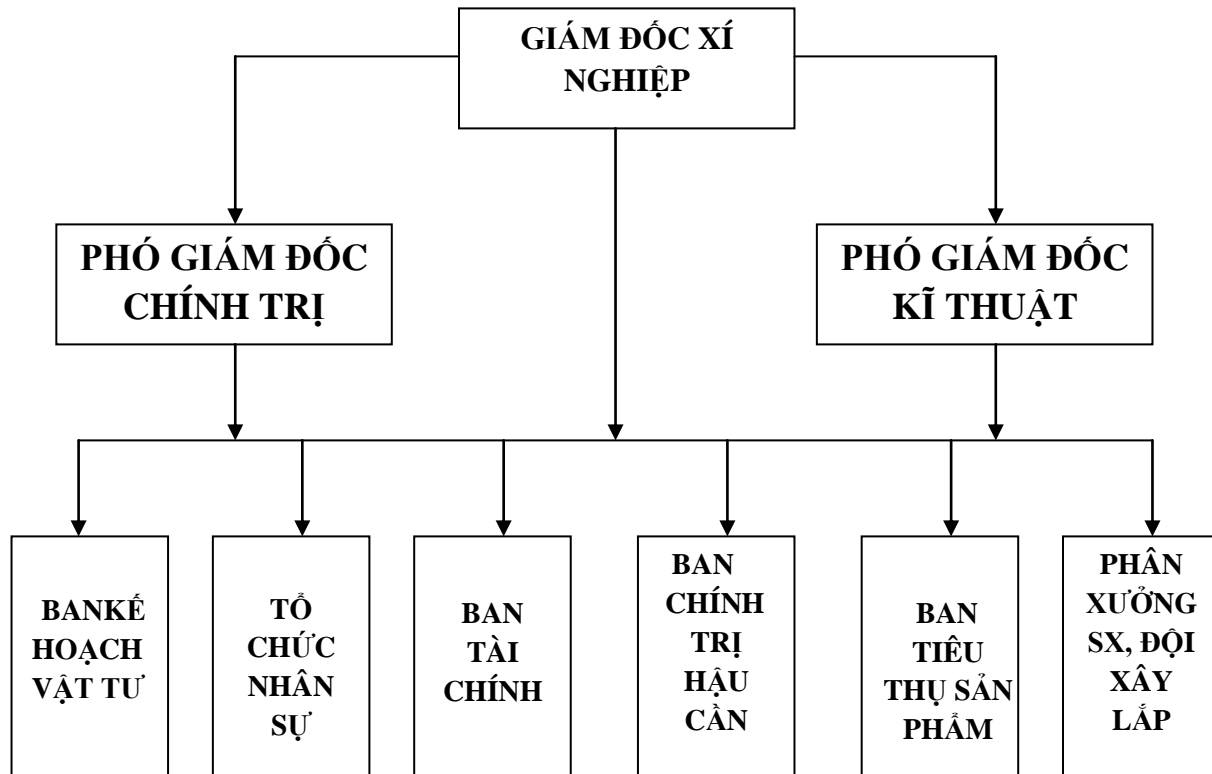 GIÁM ĐỐC XÍ
NGHIỆP
PHÓ GIÁM ĐỐC
CHÍNH TRỊ
PHÓ GIÁM ĐỐC
KĨ THUẬT
BANKẾ
HOẠCH
VẬT TƯ
TỔ
CHỨC
NHÂN
SỰ
BAN
TÀI
CHÍNH
BAN
CHÍNH
TRỊ
HẬU
CẦN
BAN
TIÊU
THỤ SẢN
PHẨM
PHÂN
XƯỞNG
SX, ĐỘI
XÂY
LẮP